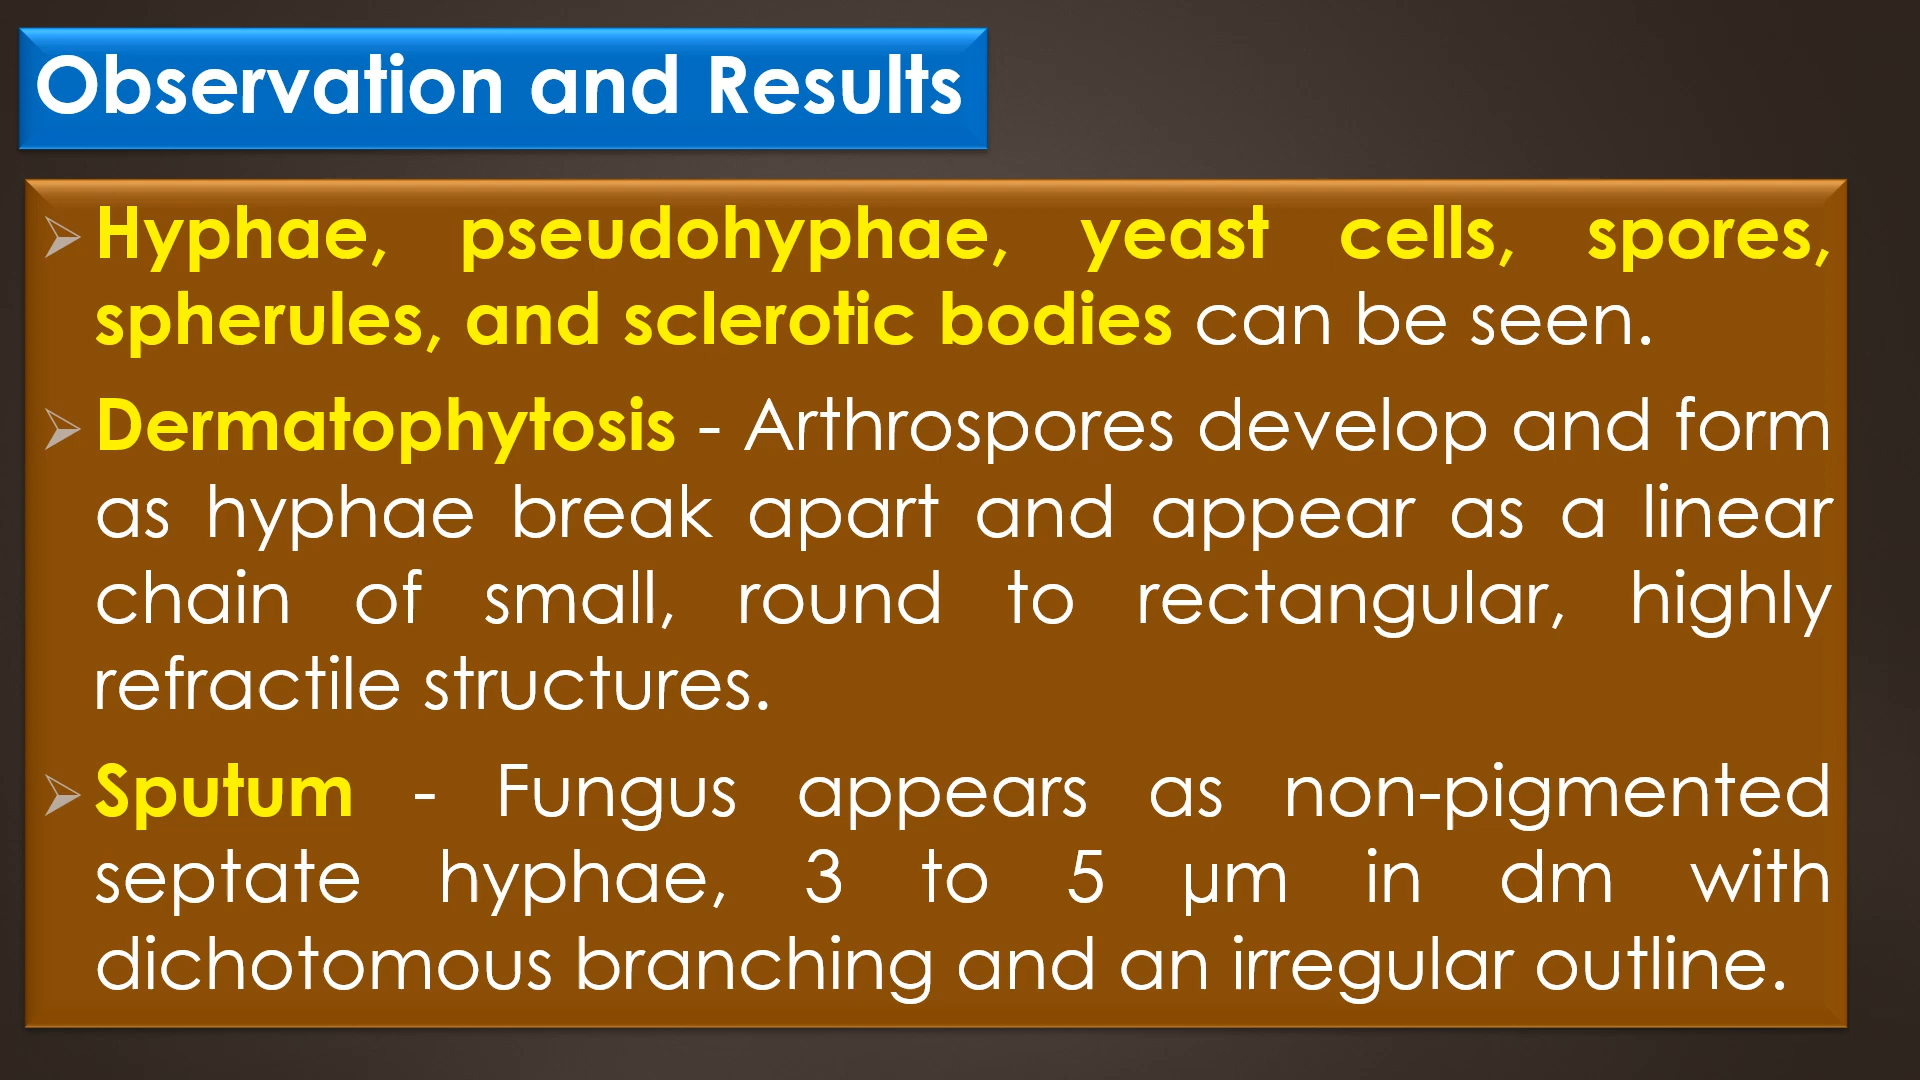 Observation and Results
Hyphae, pseudohyphae, yeast cells, spores,
spherules, and sclerotic bodies can be seen.
Dermatophytosis - Arthrospores develop and form
as hyphae break apart and appear as a linear
chain of small, round to rectangular, highly
refractile structures.
Sputum - Fungus appears as non-pigmented
septate hyphae, 3 to 5 µm in dm with
dichotomous branching and an irregular outline.